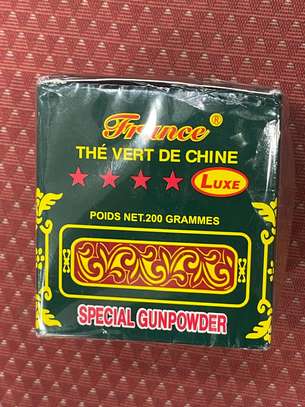 France®
THÉ VERT DE CHINE
LUXE
POIDS NET.200 GRAMMES
SPECIAL GUNPOWDER